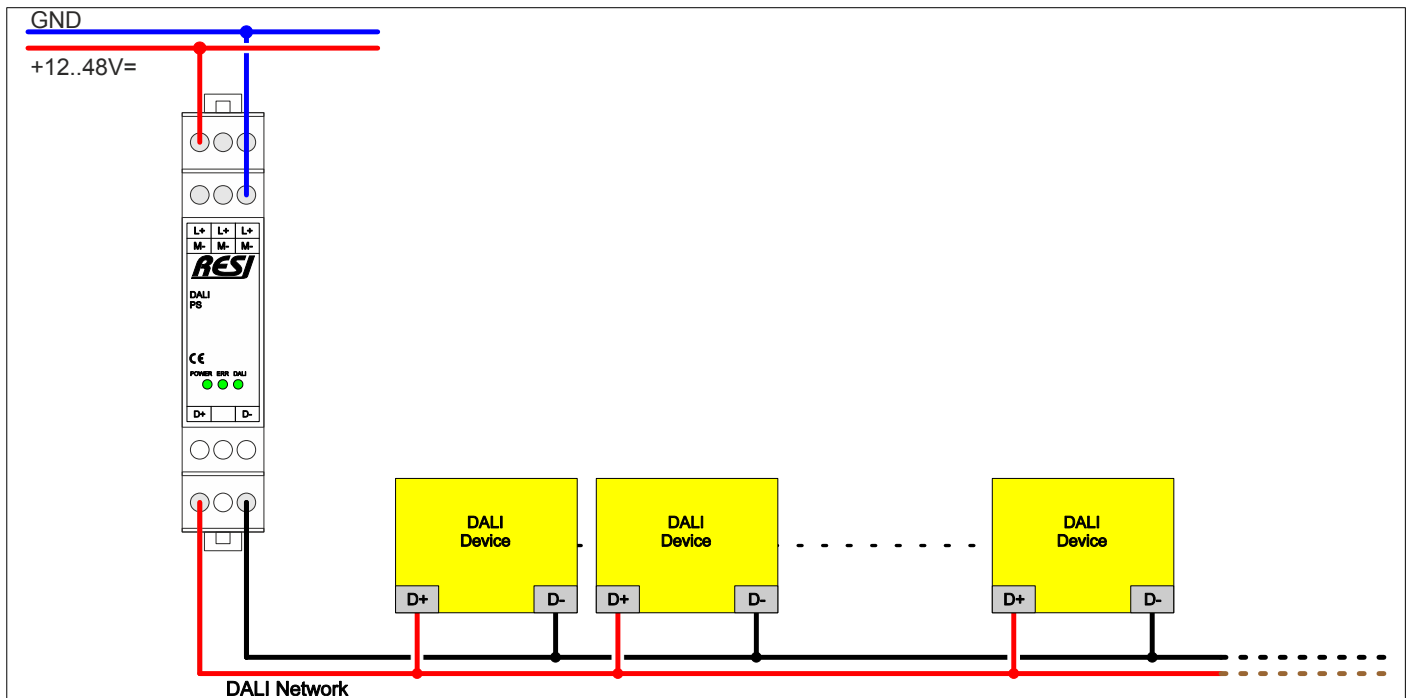 GND
+12..48V=
L+ L+ L+
M- M- M-
RESI
DALI
PS
CE
POWER ERR DALI
D+ D-
DALI
Device
DALI
Device
DALI
Device
D+ D- D+ D- D+ D-
DALI Network